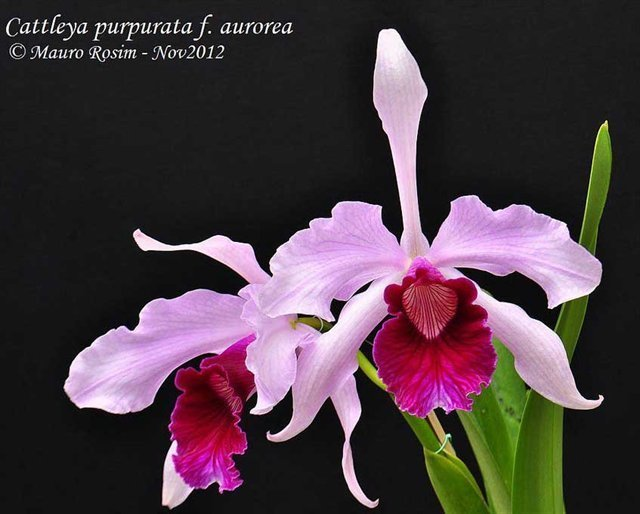 Cattleya purpurata f. aurorea
© Mauro Rosim - Nov2012